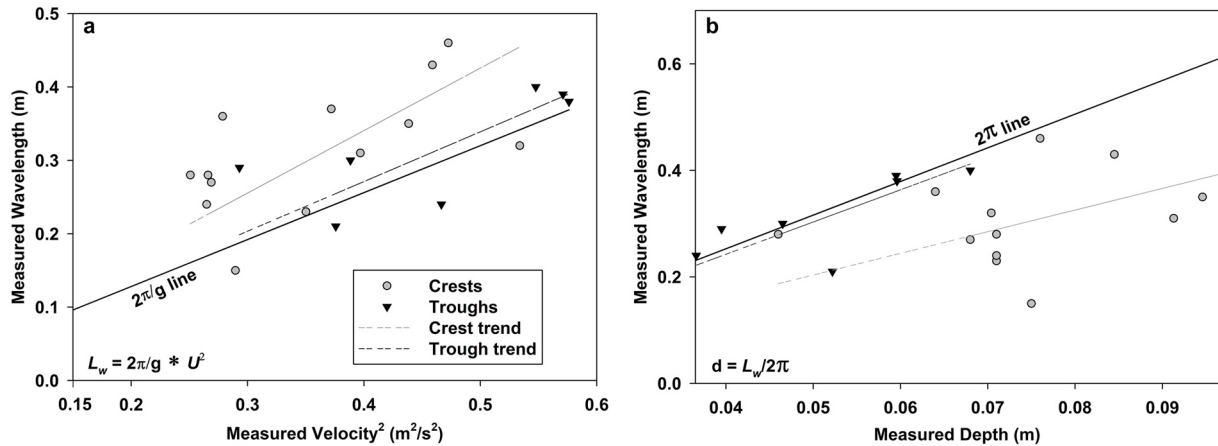 a
0.5
0.4
0.3
0.2
0.1
0.0
Measured Wavelength (m)
2π/g line
L_w = 2π/g * U²
Crests
Troughs
Crest trend
Trough trend
0.15
0.2
0.3
0.4
0.5
0.6
Measured Velocity² (m²/s²)
b
0.6
0.4
0.2
0.0
Measured Wavelength (m)
2π line
d = L_w/2π
0.04
0.05
0.06
0.07
0.08
0.09
Measured Depth (m)